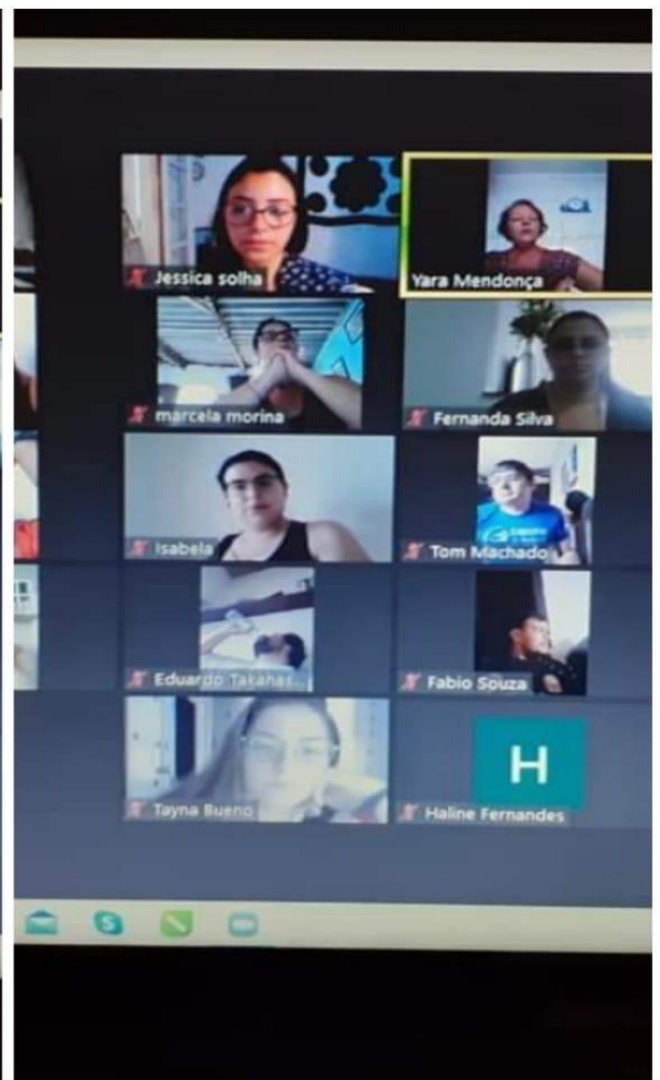 Jessica solha
Yara Mendonça
marcela morina
Fernanda Silva
Isabela
Tom Machado
Eduardo Takahas...
Fabio Souza
Tayna Bueno
H
Haline Fernandes
S